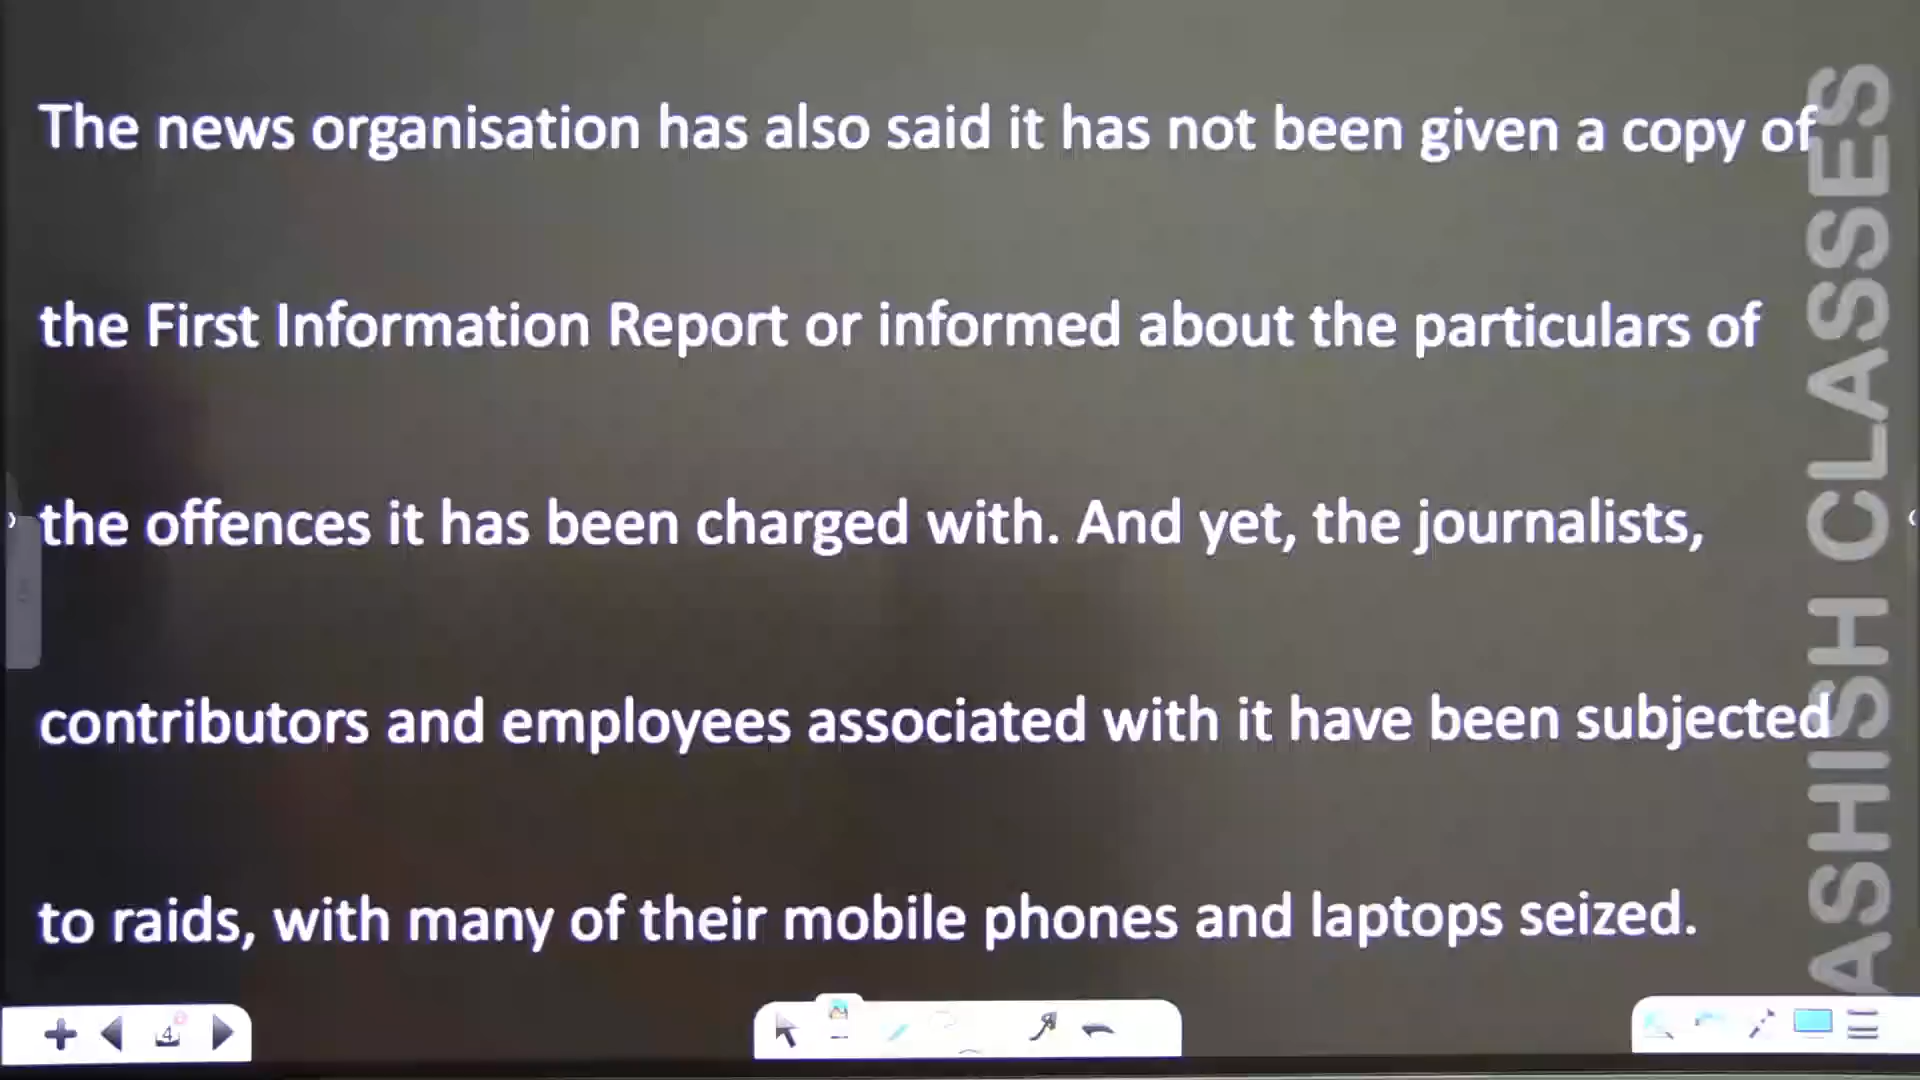 The news organisation has also said it has not been given a copy of
the First Information Report or informed about the particulars of
the offences it has been charged with. And yet, the journalists,
contributors and employees associated with it have been subjected
to raids, with many of their mobile phones and laptops seized.
ASHISH CLASSES
4